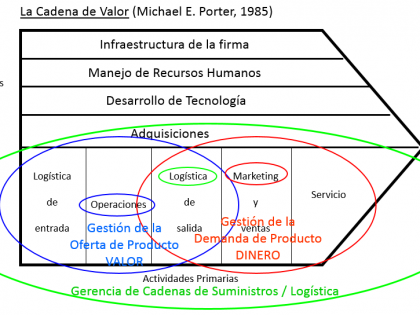 La Cadena de Valor (Michael E. Porter, 1985)
Infraestructura de la firma
Manejo de Recursos Humanos
Desarrollo de Tecnología
Adquisiciones
Logística
de
entrada
Operaciones
Logística
de
salida
Marketing
y
ventas
Servicio
Gestión de la
Oferta de Producto
VALOR
Gestión de la
Demanda de Producto
DINERO
Actividades Primarias
Gerencia de Cadenas de Suministros / Logística